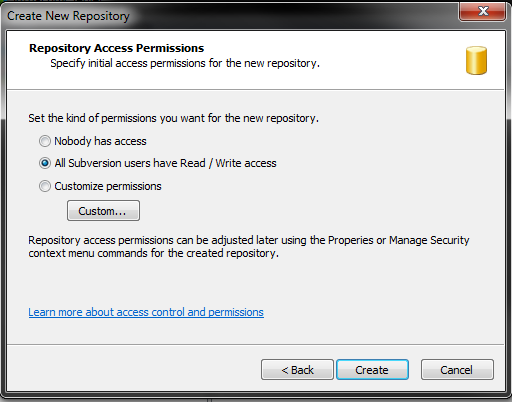 Create New Repository
Repository Access Permissions
Specify initial access permissions for the new repository.
Set the kind of permissions you want for the new repository.
Nobody has access
All Subversion users have Read / Write access
Customize permissions
Custom...
Repository access permissions can be adjusted later using the Properies or Manage Security
context menu commands for the created repository.
Learn more about access control and permissions
< Back
Create
Cancel